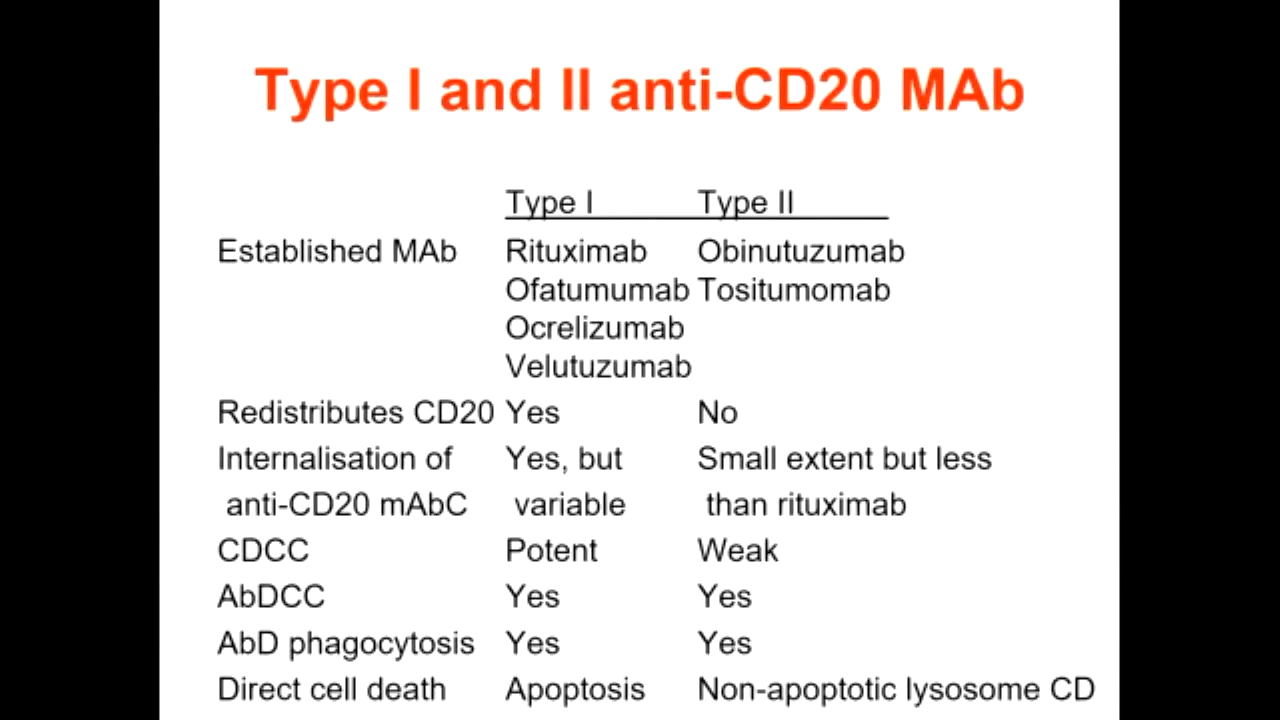 Type I and II anti-CD20 MAb
Type I Type II
Established MAb Rituximab Obinutuzumab
Ofatumumab Tositumomab
Ocrelizumab
Velutuzumab
Redistributes CD20 Yes No
Internalisation of Yes, but Small extent but less
anti-CD20 mAbC variable than rituximab
CDCC Potent Weak
AbDCC Yes Yes
AbD phagocytosis Yes Yes
Direct cell death Apoptosis Non-apoptotic lysosome CD